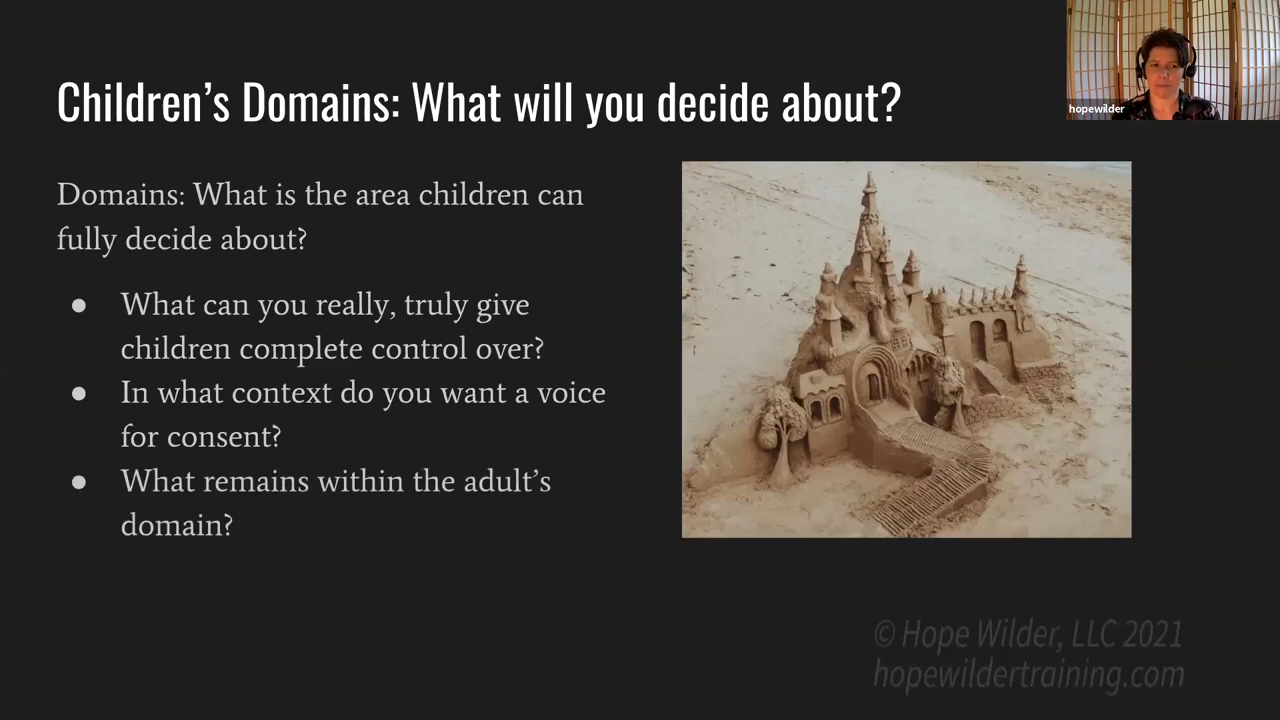 Children’s Domains: What will you decide about?
hopewilder
Domains: What is the area children can
fully decide about?
● What can you really, truly give
children complete control over?
● In what context do you want a voice
for consent?
● What remains within the adult’s
domain?
© Hope Wilder, LLC 2021
hopewildertraining.com